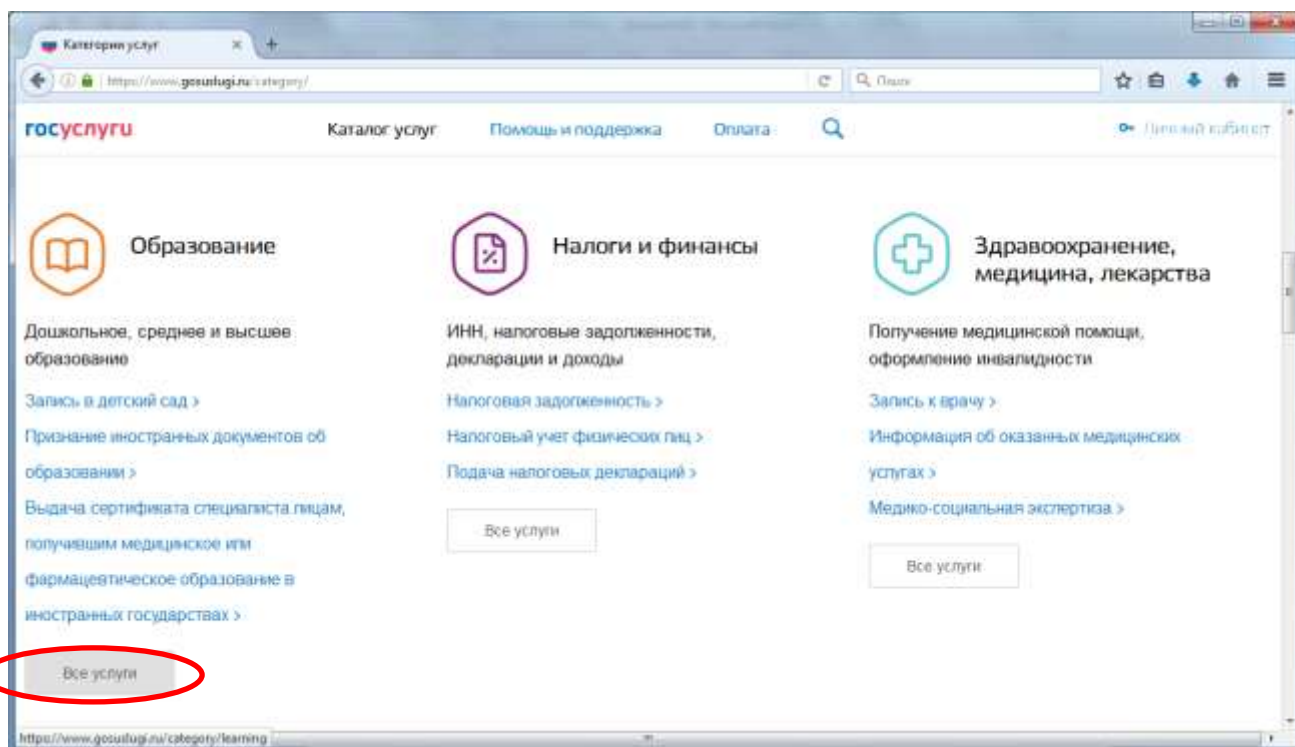 Категории услуг
https://www.gosuslugi.ru/category/
Поиск
госуслуги
Каталог услуг
Помощь и поддержка
Оплата
Личный кабинет
Образование
Дошкольное, среднее и высшее
образование
Запись в детский сад >
Признание иностранных документов об
образовании >
Выдача сертификата специалиста лицам,
получившим медицинское или
фармацевтическое образование в
иностранных государствах >
Все услуги
Налоги и финансы
ИНН, налоговые задолженности,
декларации и доходы
Налоговая задолженность >
Налоговый учет физических лиц >
Подача налоговых деклараций >
Все услуги
Здравоохранение,
медицина, лекарства
Получение медицинской помощи,
оформление инвалидности
Запись к врачу >
Информация об оказанных медицинских
услугах >
Медико-социальная экспертиза >
Все услуги
https://www.gosuslugi.ru/category/learning